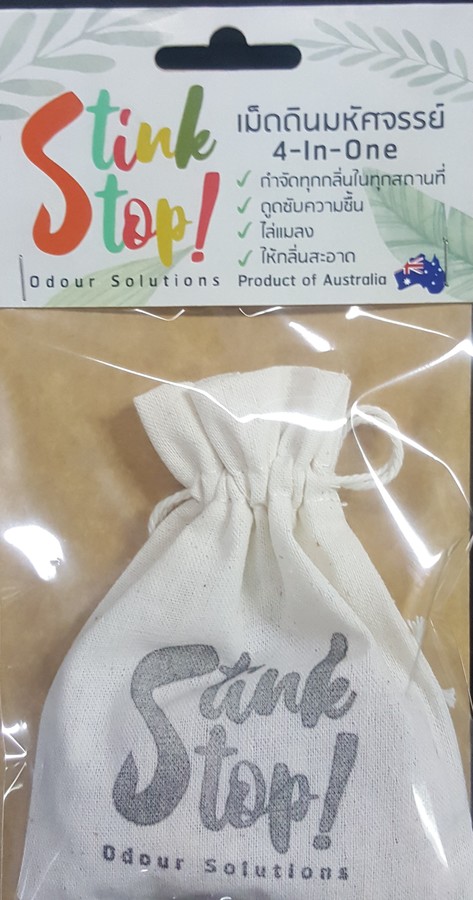 Stink
Stop!
Odour Solutions
เม็ดดินมหัศจรรย์
4-In-One
✓ กำจัดทุกกลิ่นในทุกสถานที่
✓ ดูดซับความชื้น
✓ ไล่แมลง
✓ ให้กลิ่นสะอาด
Product of Australia
Stink
Stop!
Odour Solutions